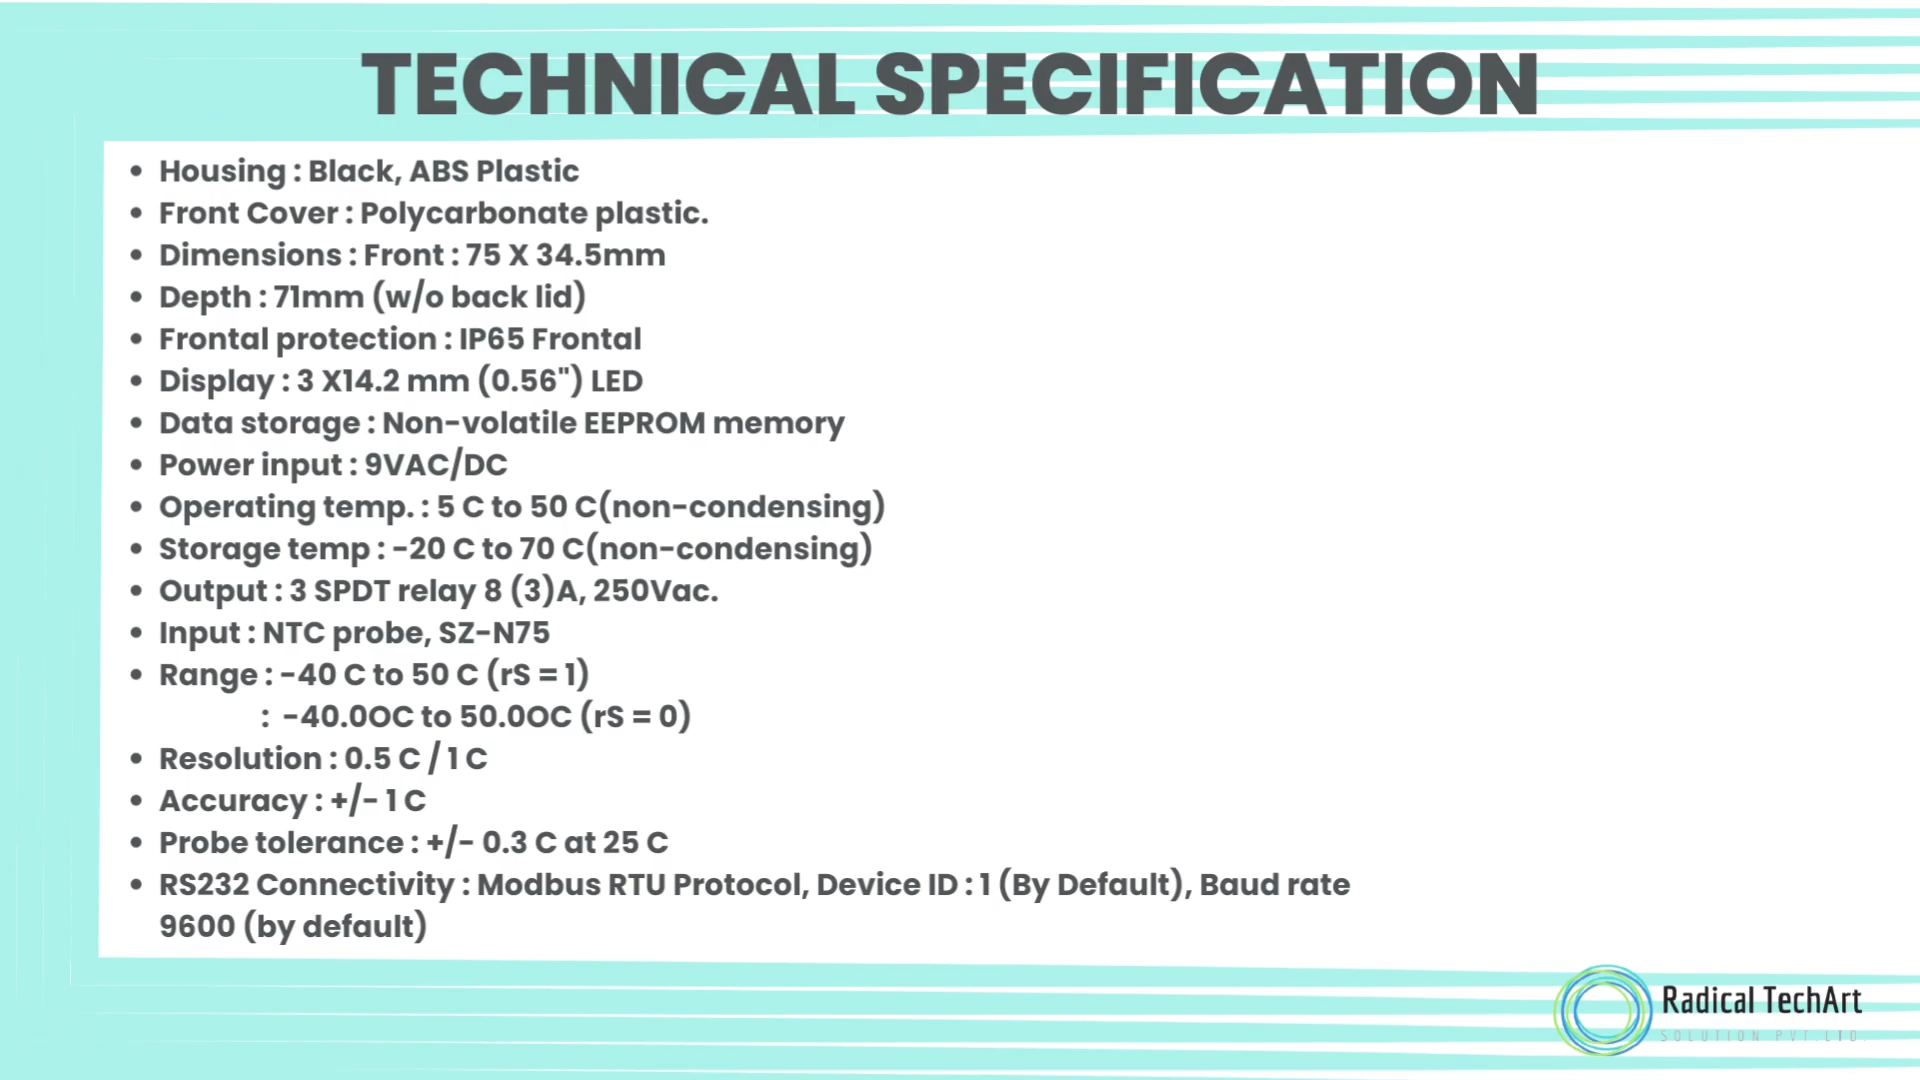 TECHNICAL SPECIFICATION
• Housing : Black, ABS Plastic
• Front Cover : Polycarbonate plastic.
• Dimensions : Front : 75 X 34.5mm
• Depth : 71mm (w/o back lid)
• Frontal protection : IP65 Frontal
• Display : 3 X14.2 mm (0.56") LED
• Data storage : Non-volatile EEPROM memory
• Power input : 9VAC/DC
• Operating temp. : 5 C to 50 C(non-condensing)
• Storage temp : -20 C to 70 C(non-condensing)
• Output : 3 SPDT relay 8 (3)A, 250Vac.
• Input : NTC probe, SZ-N75
• Range : -40 C to 50 C (rS = 1)
: -40.0OC to 50.0OC (rS = 0)
• Resolution : 0.5 C / 1 C
• Accuracy : +/- 1 C
• Probe tolerance : +/- 0.3 C at 25 C
• RS232 Connectivity : Modbus RTU Protocol, Device ID : 1 (By Default), Baud rate
9600 (by default)
Radical TechArt
SOLUTION PVT.LTD.